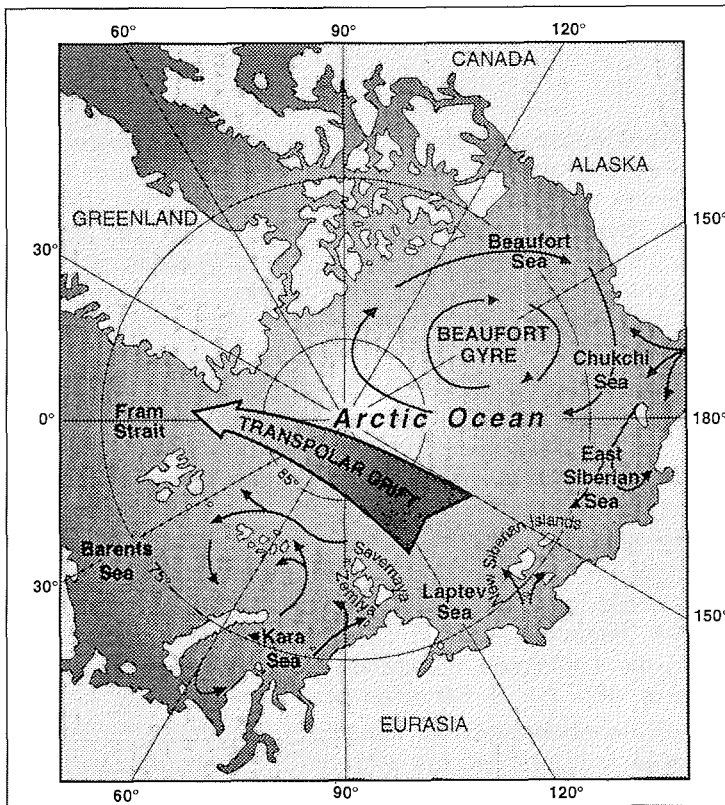 60°
90°
120°
CANADA
ALASKA
GREENLAND
150°
30°
Beaufort
Sea
BEAUFORT
GYRE
Chukchi
Sea
Fram
Strait
0°
Arctic Ocean
180°
TRANSPOLAR DRIFT
East
Siberian
Sea
85°
Barents
Sea
75°
Severnaya
Zemlya
New Siberian Islands
Laptev
Sea
30°
Kara
Sea
150°
EURASIA
60°
90°
120°